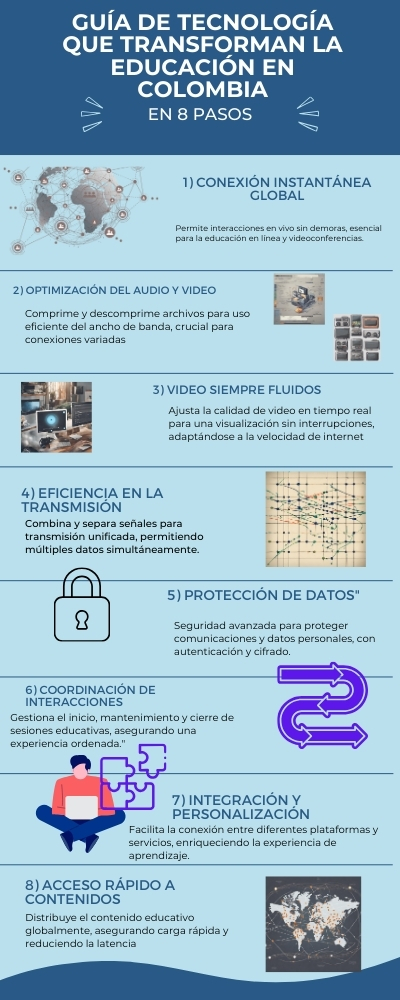 GUÍA DE TECNOLOGÍA
QUE TRANSFORMAN LA
EDUCACIÓN EN
COLOMBIA
EN 8 PASOS
1) CONEXIÓN INSTANTÁNEA
GLOBAL
Permite interacciones en vivo sin demoras, esencial
para la educación en línea y videoconferencias.
2) OPTIMIZACIÓN DEL AUDIO Y VIDEO
Comprime y descomprime archivos para uso
eficiente del ancho de banda, crucial para
conexiones variadas
3) VIDEO SIEMPRE FLUIDOS
Ajusta la calidad de video en tiempo real
para una visualización sin interrupciones,
adaptándose a la velocidad de internet
4) EFICIENCIA EN LA
TRANSMISIÓN
Combina y separa señales para
transmisión unificada, permitiendo
múltiples datos simultáneamente.
5) PROTECCIÓN DE DATOS"
Seguridad avanzada para proteger
comunicaciones y datos personales, con
autenticación y cifrado.
6) COORDINACIÓN DE
INTERACCIONES
Gestiona el inicio, mantenimiento y cierre de
sesiones educativas, asegurando una
experiencia ordenada."
7) INTEGRACIÓN Y
PERSONALIZACIÓN
Facilita la conexión entre diferentes plataformas y
servicios, enriqueciendo la experiencia de
aprendizaje.
8) ACCESO RÁPIDO A
CONTENIDOS
Distribuye el contenido educativo
globalmente, asegurando carga rápida y
reduciendo la latencia